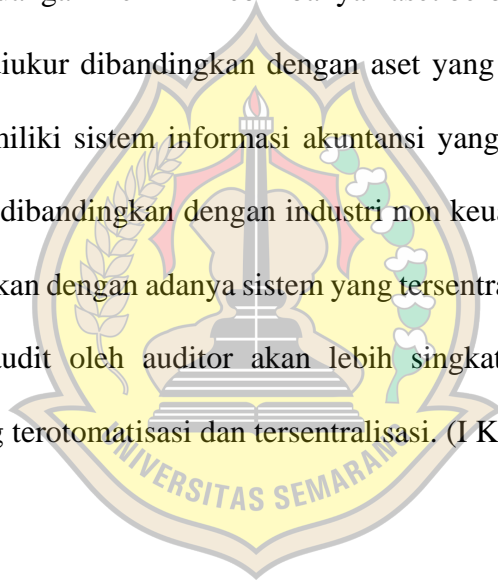 iukur dibandingkan dengan aset yang
miliki sistem informasi akuntansi yang
dibandingkan dengan industri non keua
kan dengan adanya sistem yang tersentra
audit oleh auditor akan lebih singkat
g terotomatisasi dan tersentralisasi. (I K
UNIVERSITAS SEMARANG